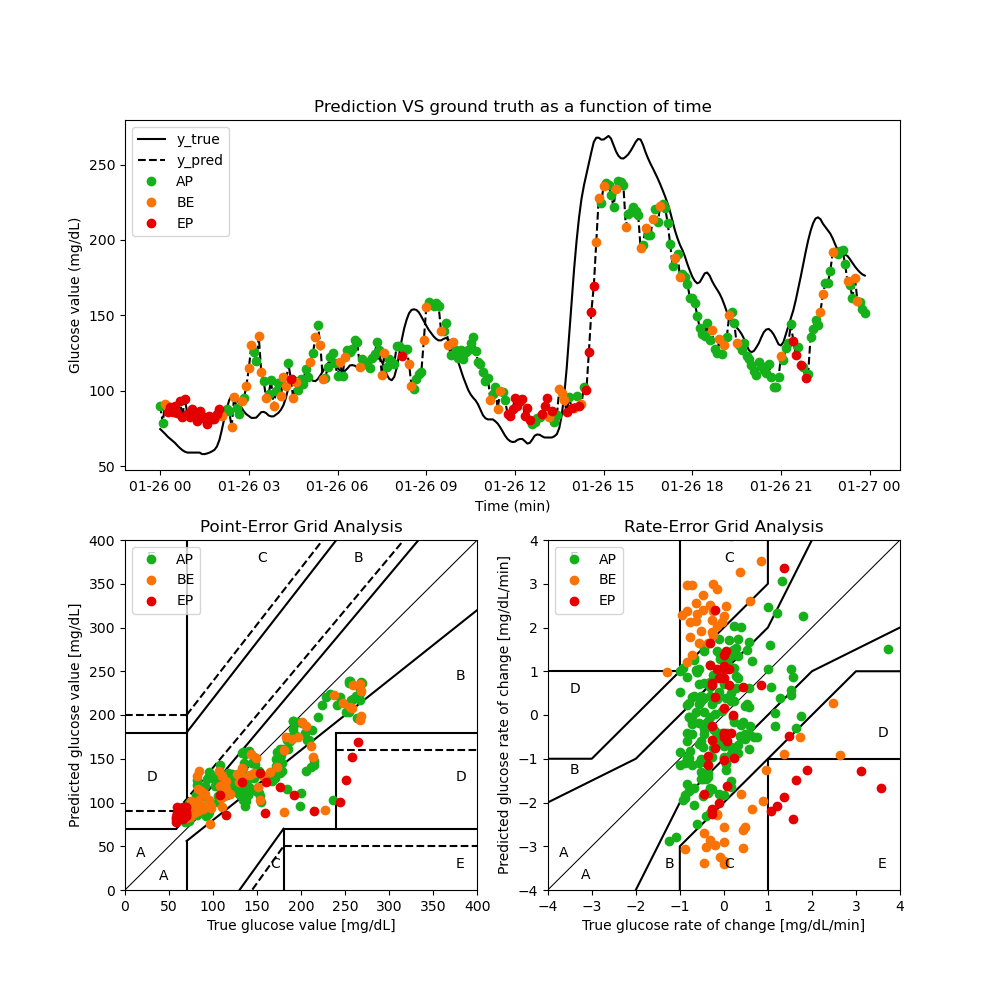 Prediction VS ground truth as a function of time
Glucose value (mg/dL)
250
200
150
100
50
y_true
y_pred
AP
BE
EP
01-26 00 01-26 03 01-26 06 01-26 09 01-26 12 01-26 15 01-26 18 01-26 21 01-27 00
Time (min)
Point-Error Grid Analysis
Predicted glucose value [mg/dL]
400
350
300
250
200
150
100
50
0
AP
BE
EP
C
B
B
D
D
A
A
C
E
0 50 100 150 200 250 300 350 400
True glucose value [mg/dL]
Rate-Error Grid Analysis
Predicted glucose rate of change [mg/dL/min]
4
3
2
1
0
−1
−2
−3
−4
AP
BE
EP
C
D
D
B
A
A
B
C
E
−4 −3 −2 −1 0 1 2 3 4
True glucose rate of change [mg/dL/min]